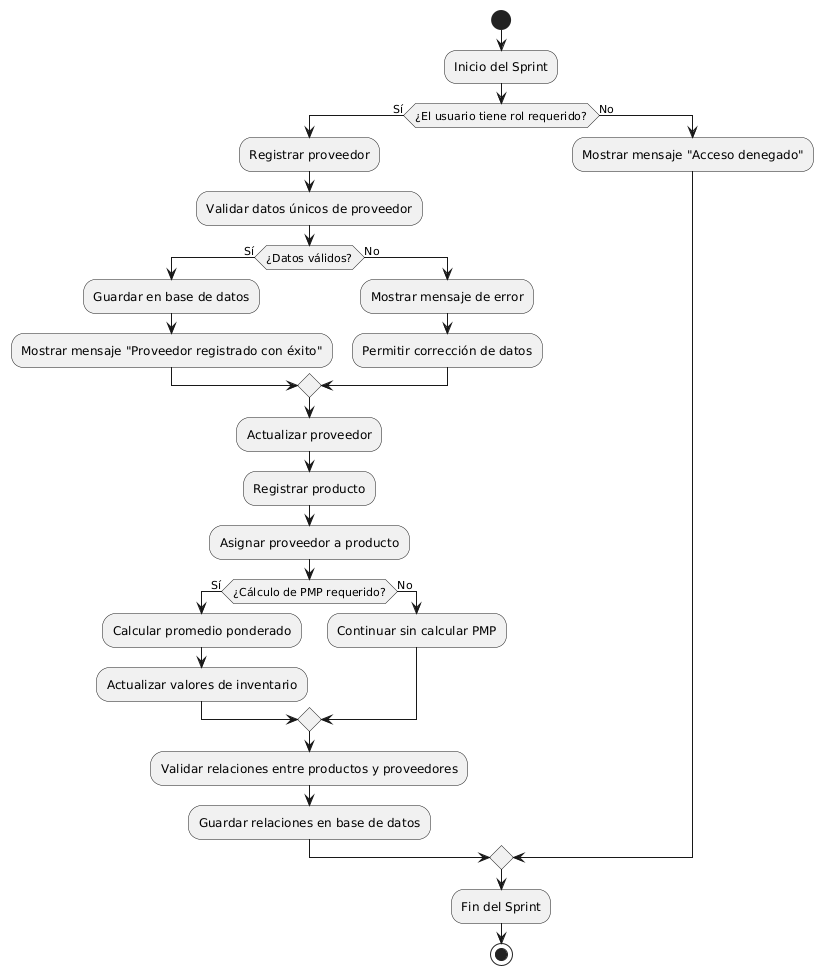 Inicio del Sprint
Sí
¿El usuario tiene rol requerido?
No
Registrar proveedor
Mostrar mensaje "Acceso denegado"
Validar datos únicos de proveedor
Sí
¿Datos válidos?
No
Guardar en base de datos
Mostrar mensaje de error
Mostrar mensaje "Proveedor registrado con éxito"
Permitir corrección de datos
Actualizar proveedor
Registrar producto
Asignar proveedor a producto
Sí
¿Cálculo de PMP requerido?
No
Calcular promedio ponderado
Continuar sin calcular PMP
Actualizar valores de inventario
Validar relaciones entre productos y proveedores
Guardar relaciones en base de datos
Fin del Sprint